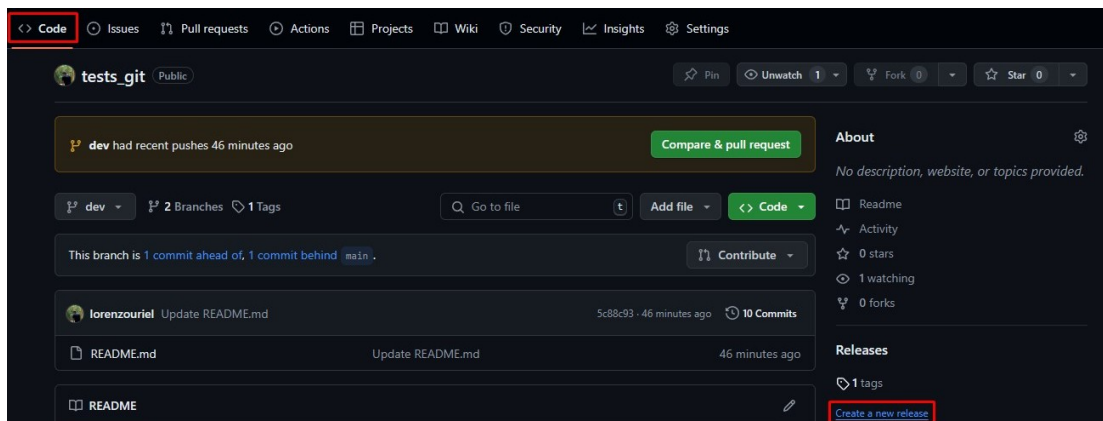 <> Code Issues Pull requests Actions Projects Wiki Security Insights Settings
tests_git Public Pin Unwatch 1 Fork 0 Star 0
dev had recent pushes 46 minutes ago Compare & pull request
dev 2 Branches 1 Tags Go to file t Add file <> Code
This branch is 1 commit ahead of, 1 commit behind main . Contribute
lorenzouriel Update README.md 5c88c93 · 46 minutes ago 10 Commits
README.md Update README.md 46 minutes ago
README
About
No description, website, or topics provided.
Readme
Activity
0 stars
1 watching
0 forks
Releases
1 tags
Create a new release